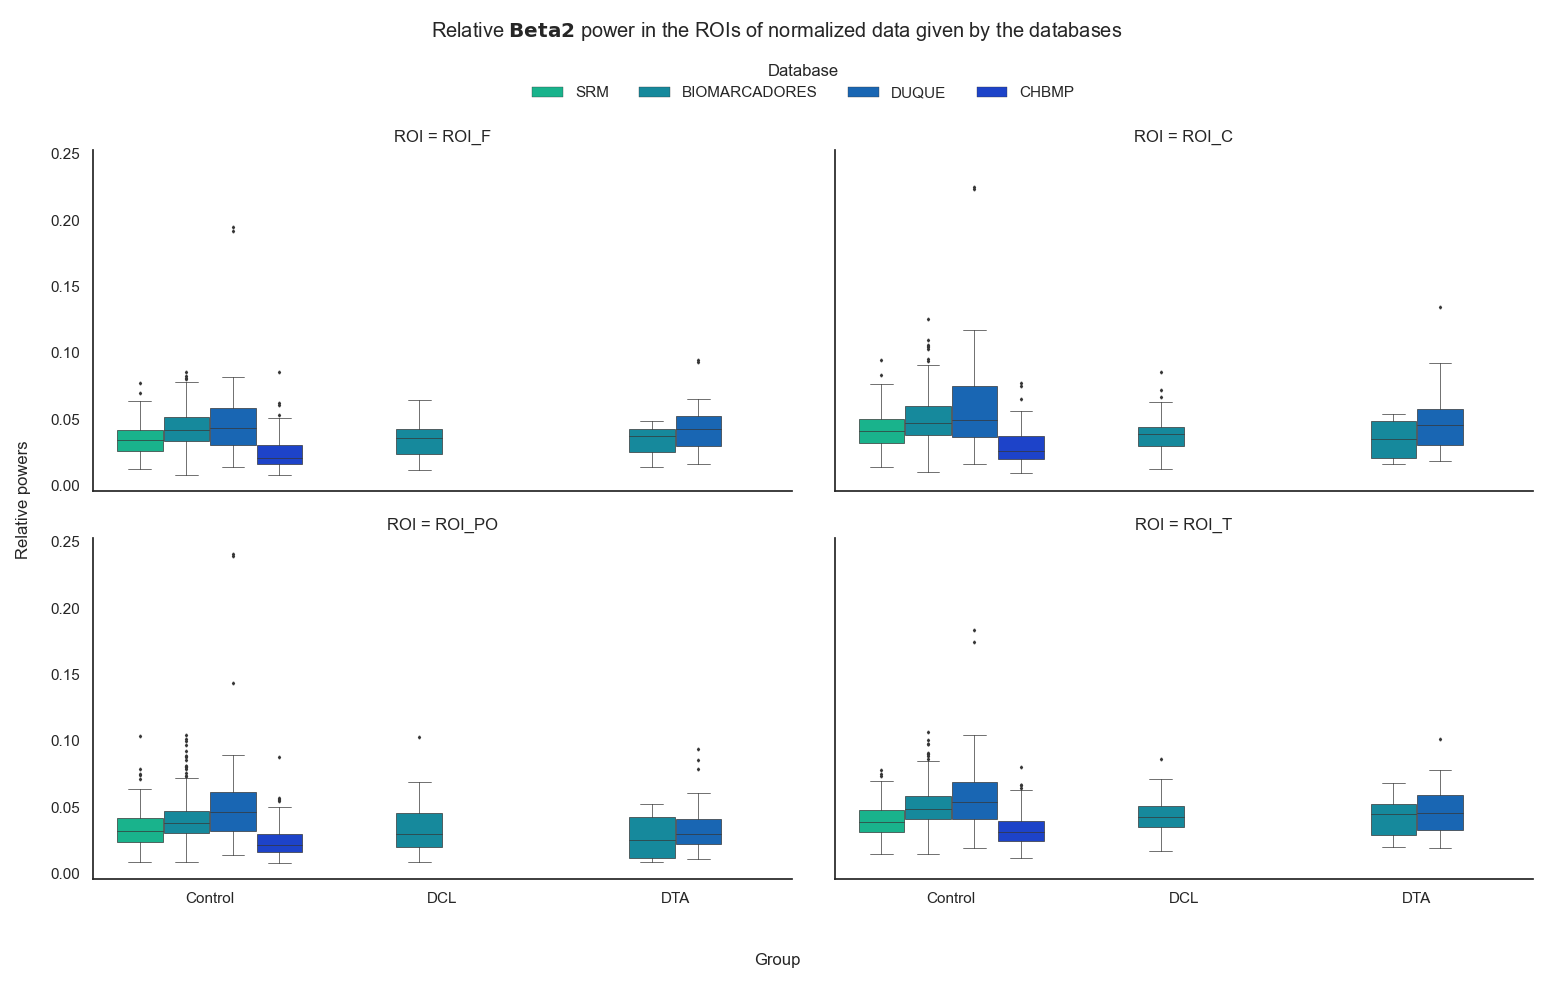 Relative Beta2 power in the ROIs of normalized data given by the databases
Database
SRM BIOMARCADORES DUQUE CHBMP
ROI = ROI_F ROI = ROI_C
0.25
0.20
0.15
0.10
0.05
0.00
Relative powers
ROI = ROI_PO ROI = ROI_T
0.25
0.20
0.15
0.10
0.05
0.00
Control DCL DTA Control DCL DTA
Group